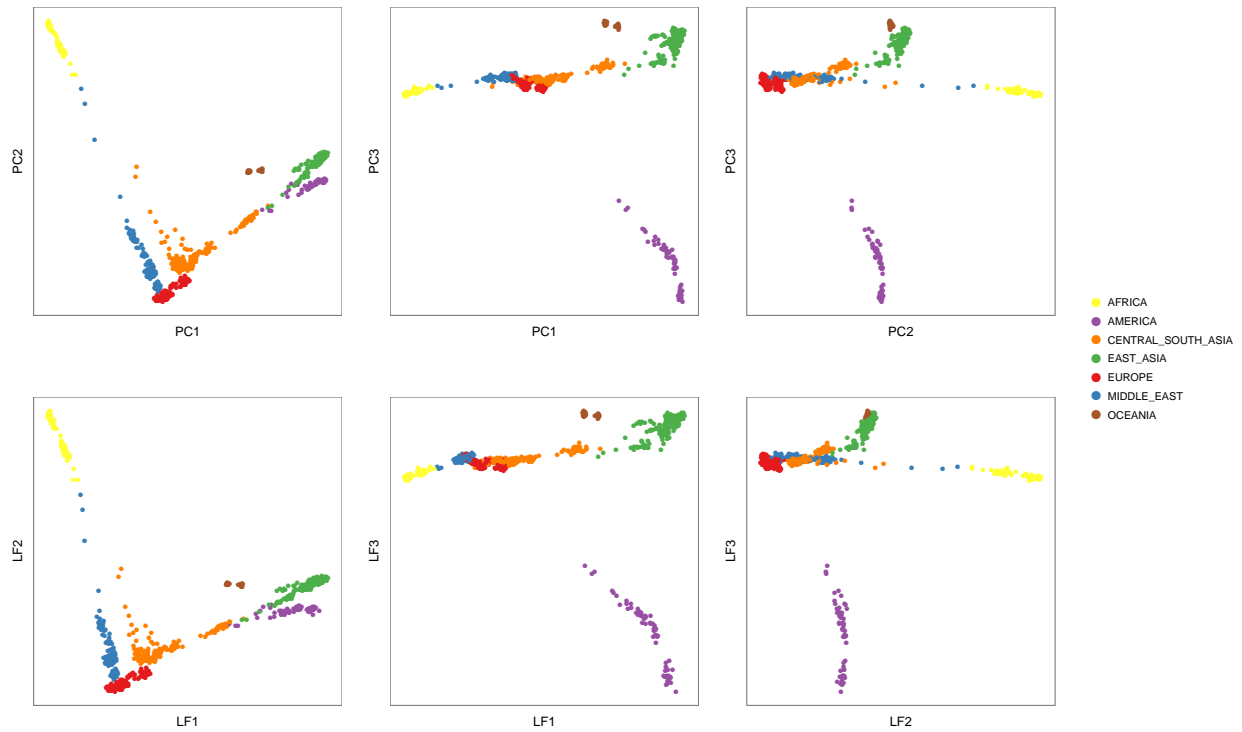 PC2
PC1
PC3
PC1
PC3
PC2
AFRICA
AMERICA
CENTRAL_SOUTH_ASIA
EAST_ASIA
EUROPE
MIDDLE_EAST
OCEANIA
LF2
LF1
LF3
LF1
LF3
LF2